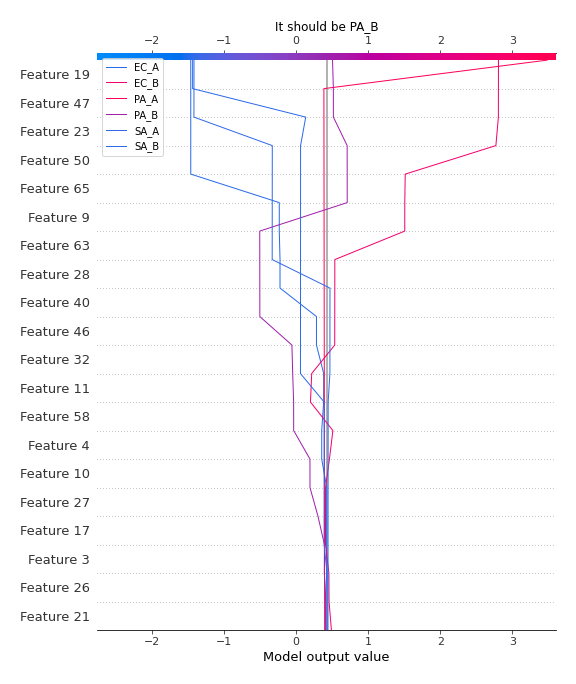 It should be PA_B
−2 −1 0 1 2 3
EC_A
EC_B
PA_A
PA_B
SA_A
SA_B
Feature 19
Feature 47
Feature 23
Feature 50
Feature 65
Feature 9
Feature 63
Feature 28
Feature 40
Feature 46
Feature 32
Feature 11
Feature 58
Feature 4
Feature 10
Feature 27
Feature 17
Feature 3
Feature 26
Feature 21
−2 −1 0 1 2 3
Model output value